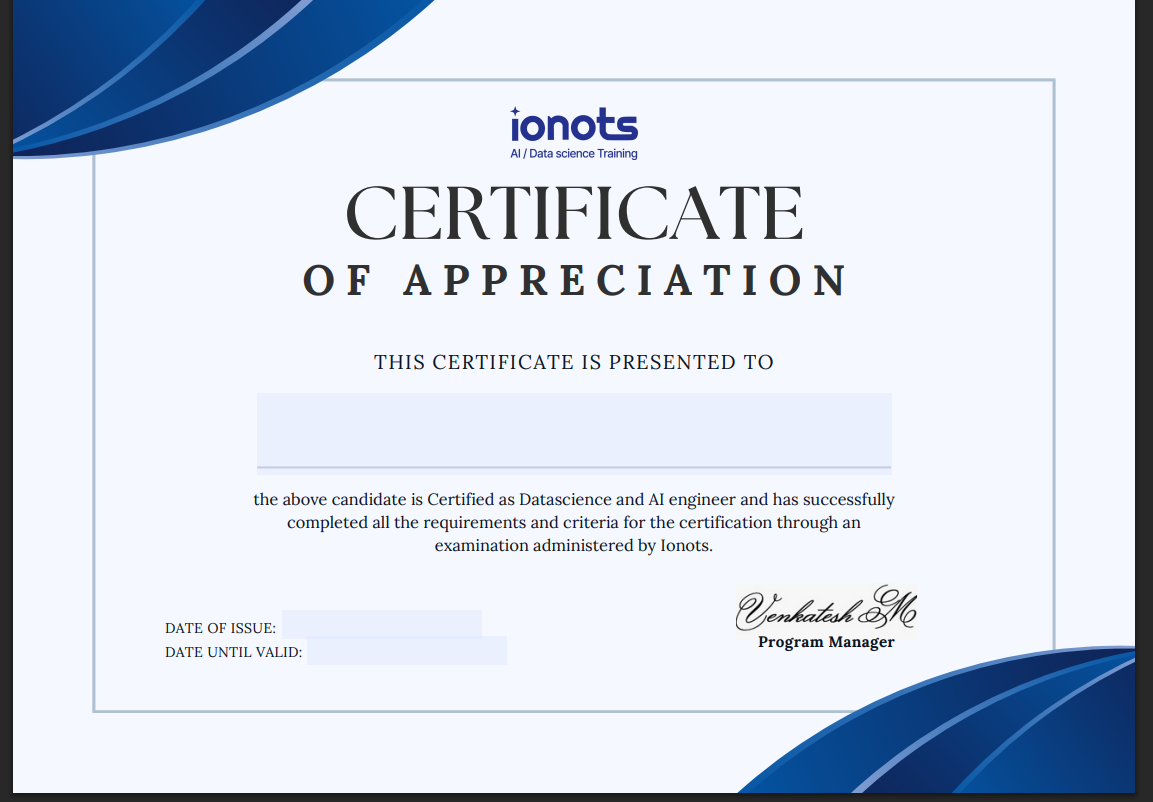 ionots
AI / Data science Training
CERTIFICATE
OF APPRECIATION
THIS CERTIFICATE IS PRESENTED TO
the above candidate is Certified as Datascience and AI engineer and has successfully
completed all the requirements and criteria for the certification through an
examination administered by Ionots.
Venkatesh GM
Program Manager
DATE OF ISSUE:
DATE UNTIL VALID: